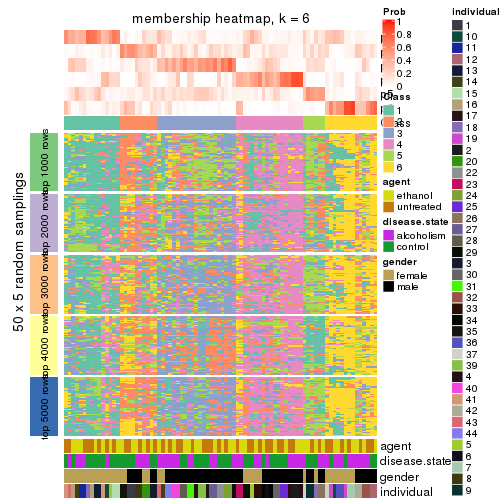 membership heatmap, k = 6
50 x 5 random samplings
top 1000 rows
top 2000 rows
top 3000 rows
top 4000 rows
top 5000 rows
agent
disease.state
gender
individual
Prob
1
0.8
0.6
0.4
0.2
0
Class
1
2
3
4
5
6
agent
ethanol
untreated
disease.state
alcoholism
control
gender
female
male
individual
1
10
11
12
13
14
15
16
17
18
19
2
20
22
23
24
25
26
27
28
29
3
30
31
32
33
34
35
36
37
39
4
40
41
42
43
44
5
6
7
8
9